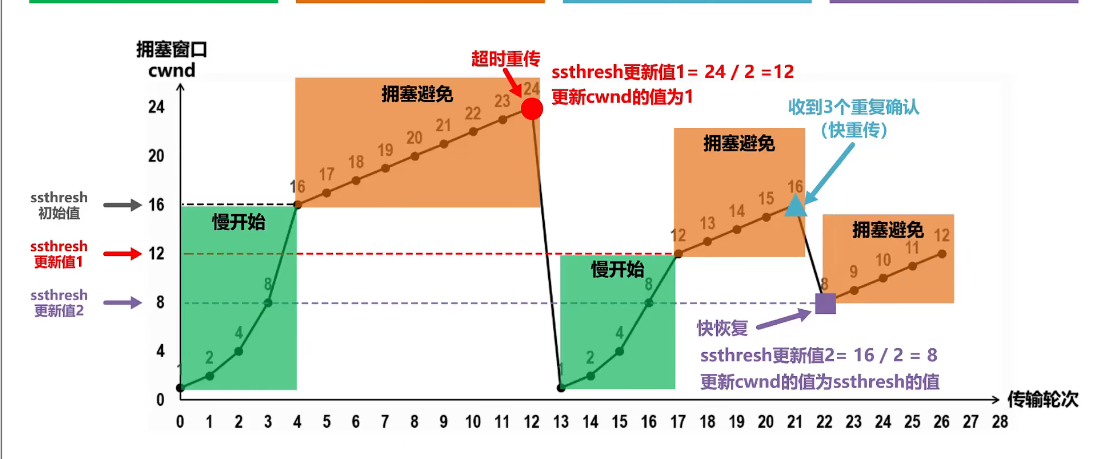 拥塞窗口
cwnd
超时重传
ssthresh更新值1= 24 / 2 =12
更新cwnd的值为1
拥塞避免
24
23
22
21
20
19
18
17
16
收到3个重复确认
（快重传）
拥塞避免
16
15
14
13
12
24
20
16
12
8
4
0
ssthresh
初始值
ssthresh
更新值1
ssthresh
更新值2
慢开始
8
4
2
慢开始
8
4
2
1
拥塞避免
12
11
10
9
8
快恢复
ssthresh更新值2= 16 / 2 = 8
更新cwnd的值为ssthresh的值
0 1 2 3 4 5 6 7 8 9 10 11 12 13 14 15 16 17 18 19 20 21 22 23 24 25 26 27 28
传输轮次